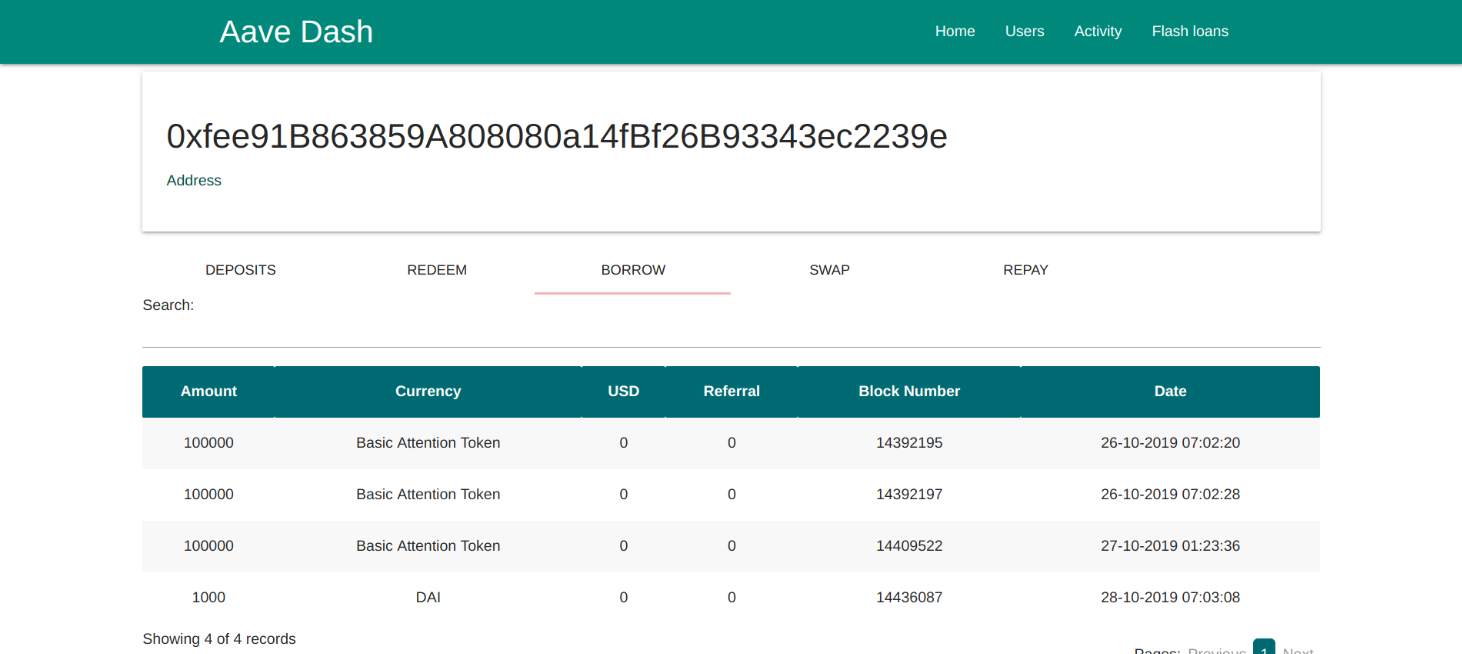 Aave Dash Home Users Activity Flash loans
0xfee91B863859A808080a14fBf26B93343ec2239e
Address
DEPOSITS REDEEM BORROW SWAP REPAY
Search:
Amount Currency USD Referral Block Number Date
100000 Basic Attention Token 0 0 14392195 26-10-2019 07:02:20
100000 Basic Attention Token 0 0 14392197 26-10-2019 07:02:28
100000 Basic Attention Token 0 0 14409522 27-10-2019 01:23:36
1000 DAI 0 0 14436087 28-10-2019 07:03:08
Showing 4 of 4 records
Pages: Previous 1 Next